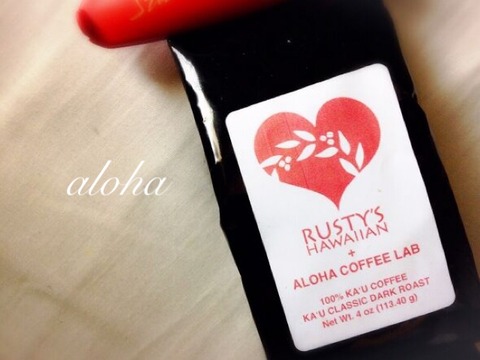 aloha
RUSTY'S
HAWAIIAN
+
ALOHA COFFEE LAB
100% KA'U COFFEE
KA'U CLASSIC DARK ROAST
Net Wt. 4 oz (113.40 g)